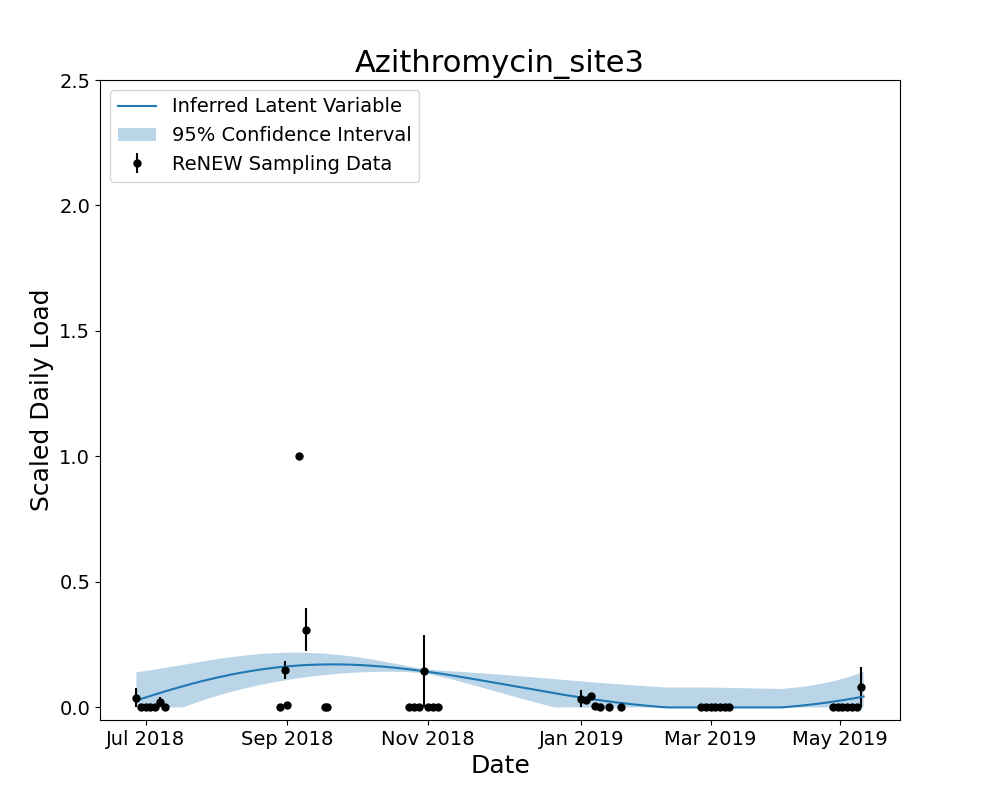 Azithromycin_site3
2.5
2.0
1.5
1.0
0.5
0.0
Scaled Daily Load
Inferred Latent Variable
95% Confidence Interval
ReNEW Sampling Data
Jul 2018 Sep 2018 Nov 2018 Jan 2019 Mar 2019 May 2019
Date